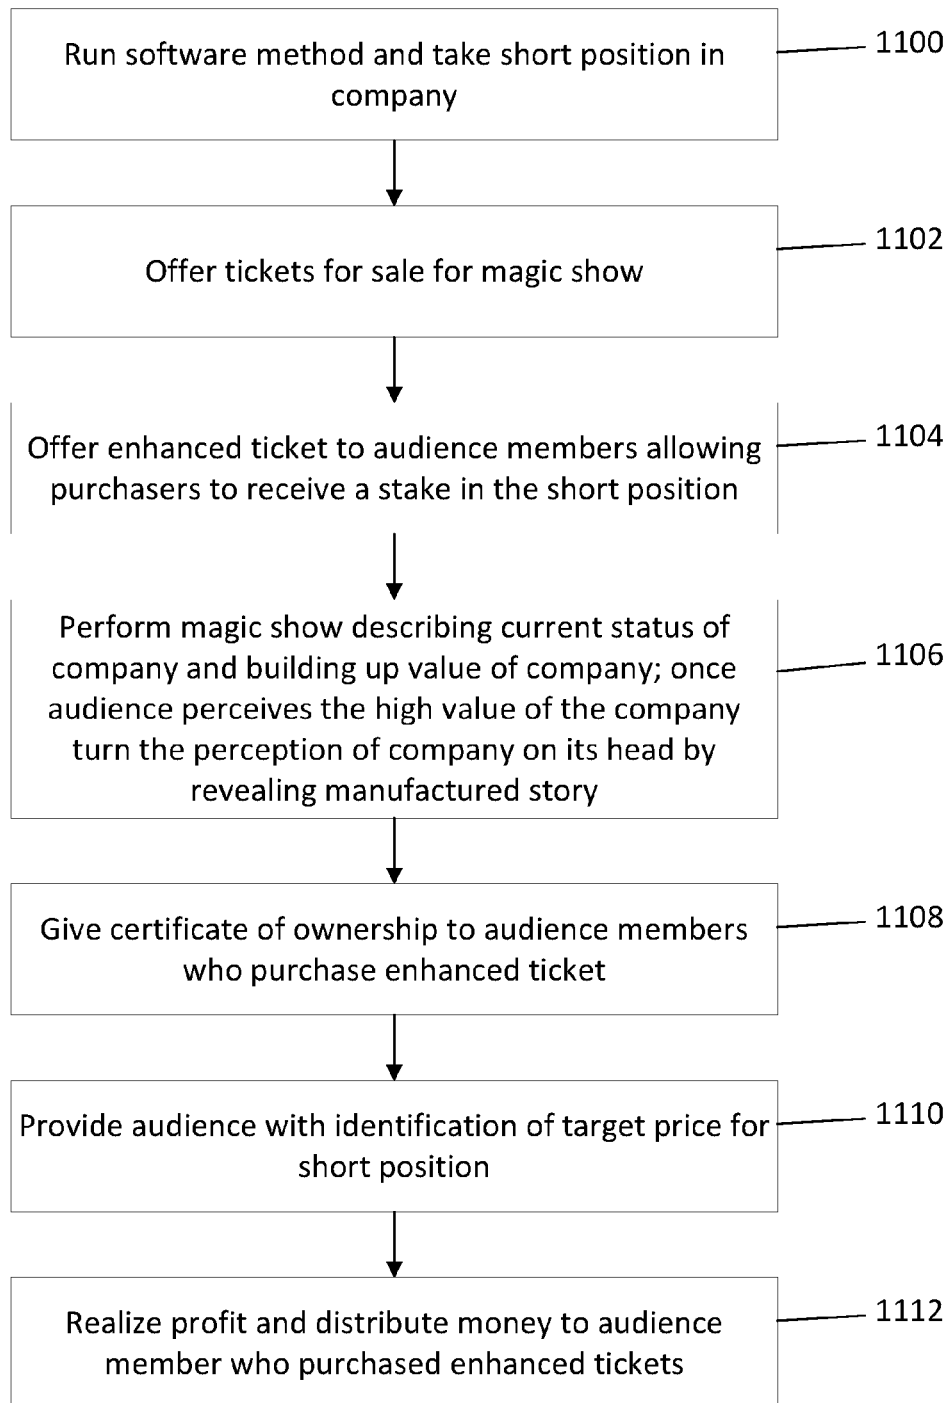 Run software method and take short position in
company
1100
Offer tickets for sale for magic show
1102
Offer enhanced ticket to audience members allowing
purchasers to receive a stake in the short position
1104
Perform magic show describing current status of
company and building up value of company; once
audience perceives the high value of the company
turn the perception of company on its head by
revealing manufactured story
1106
Give certificate of ownership to audience members
who purchase enhanced ticket
1108
Provide audience with identification of target price for
short position
1110
Realize profit and distribute money to audience
member who purchased enhanced tickets
1112